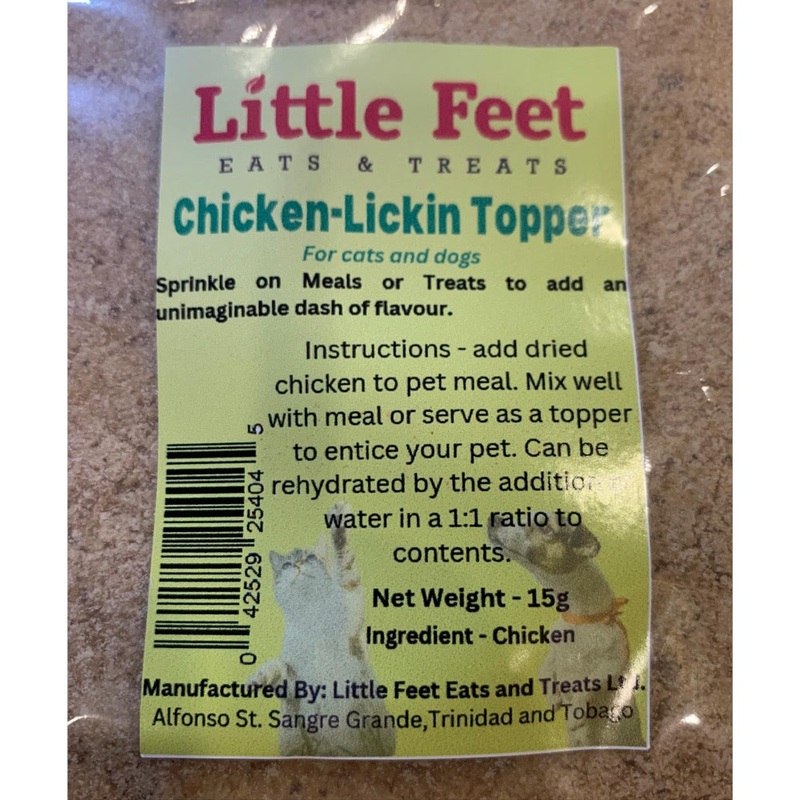 Little Feet
EATS & TREATS
Chicken-Lickin Topper
For cats and dogs
Sprinkle on Meals or Treats to add an
unimaginable dash of flavour.
Instructions - add dried
chicken to pet meal. Mix well
with meal or serve as a topper
to entice your pet. Can be
rehydrated by the addition of
water in a 1:1 ratio to
contents.
Net Weight - 15g
Ingredient - Chicken
0 42529 25404 5
Manufactured By: Little Feet Eats and Treats Ltd.
Alfonso St. Sangre Grande,Trinidad and Tobago